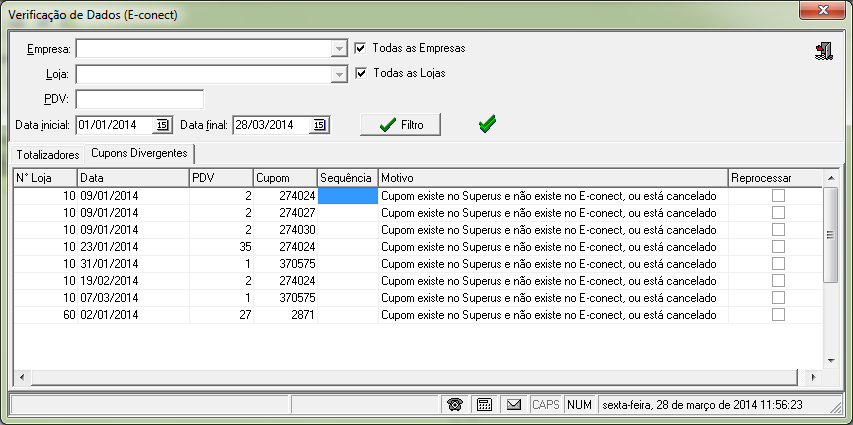 Verificação de Dados (E-conect)
Empresa: Todas as Empresas
Loja: Todas as Lojas
PDV:
Data inicial: 01/01/2014 15 Data final: 28/03/2014 15 Filtro
Totalizadores Cupons Divergentes
N° Loja Data PDV Cupom Sequência Motivo Reprocessar
10 09/01/2014 2 274024 Cupom existe no Superus e não existe no E-conect, ou está cancelado
10 09/01/2014 2 274027 Cupom existe no Superus e não existe no E-conect, ou está cancelado
10 09/01/2014 2 274030 Cupom existe no Superus e não existe no E-conect, ou está cancelado
10 23/01/2014 35 274024 Cupom existe no Superus e não existe no E-conect, ou está cancelado
10 31/01/2014 1 370575 Cupom existe no Superus e não existe no E-conect, ou está cancelado
10 19/02/2014 2 274024 Cupom existe no Superus e não existe no E-conect, ou está cancelado
10 07/03/2014 1 370575 Cupom existe no Superus e não existe no E-conect, ou está cancelado
60 02/01/2014 27 2871 Cupom existe no Superus e não existe no E-conect, ou está cancelado
CAPS NUM sexta-feira, 28 de março de 2014 11:56:23